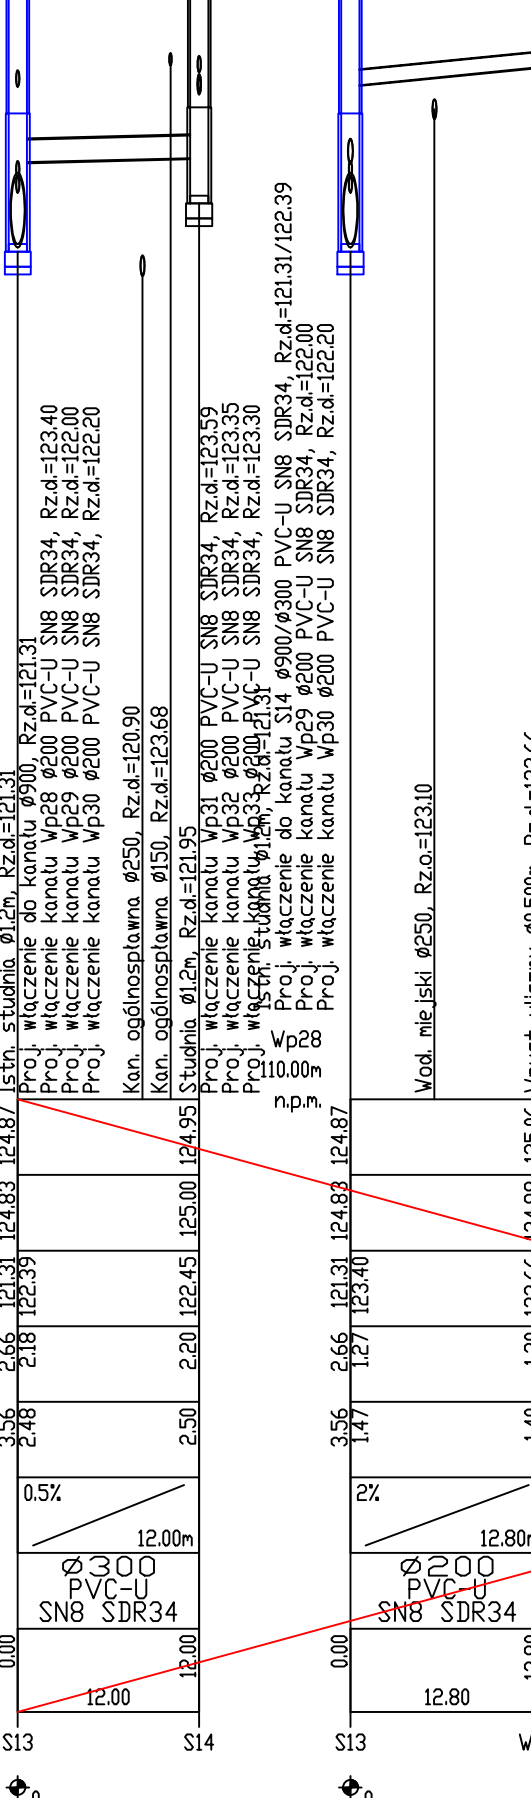 Istn. studnia ø1.2m, Rz.d.=121.31
Proj. włączenie do kanału ø900, Rz.d.=121.31
Proj. włączenie kanału Wp28 ø200 PVC-U SN8 SDR34, Rz.d.=123.40
Proj. włączenie kanału Wp29 ø200 PVC-U SN8 SDR34, Rz.d.=122.00
Proj. włączenie kanału Wp30 ø200 PVC-U SN8 SDR34, Rz.d.=122.20
Kan. ogólnospławna ø250, Rz.d.=120.90
Kan. ogólnospławna ø150, Rz.d.=123.68
Studnia ø1.2m, Rz.d.=121.95
Proj. włączenie kanału Wp31 ø200 PVC-U SN8 SDR34, Rz.d.=123.59
Proj. włączenie kanału Wp32 ø200 PVC-U SN8 SDR34, Rz.d.=123.35
Proj. włączenie kanału Wp33 ø200 PVC-U SN8 SDR34, Rz.d.=123.30
Istn. studnia ø1.2m, Rz.d.=121.31
Proj. włączenie do kanału S14 ø900/ø300 PVC-U SN8 SDR34, Rz.d.=121.31/122.39
Proj. włączenie kanału Wp29 ø200 PVC-U SN8 SDR34, Rz.d.=122.00
Proj. włączenie kanału Wp30 ø200 PVC-U SN8 SDR34, Rz.d.=122.20
Wod. miejski ø250, Rz.o.=123.10
Wp28
110.00m
n.p.m.
124.87 124.95 124.87
124.83 125.00 124.83
121.31 122.39 122.45 121.31 123.40
2.66 2.18 2.20 2.66 1.27
3.56 2.48 2.50 3.56 1.47
0.5% 2%
12.00m 12.80m
ø300 ø200
PVC-U PVC-U
SN8 SDR34 SN8 SDR34
0.00 12.00 0.00 12.80
12.00 12.80
S13 S14 S13